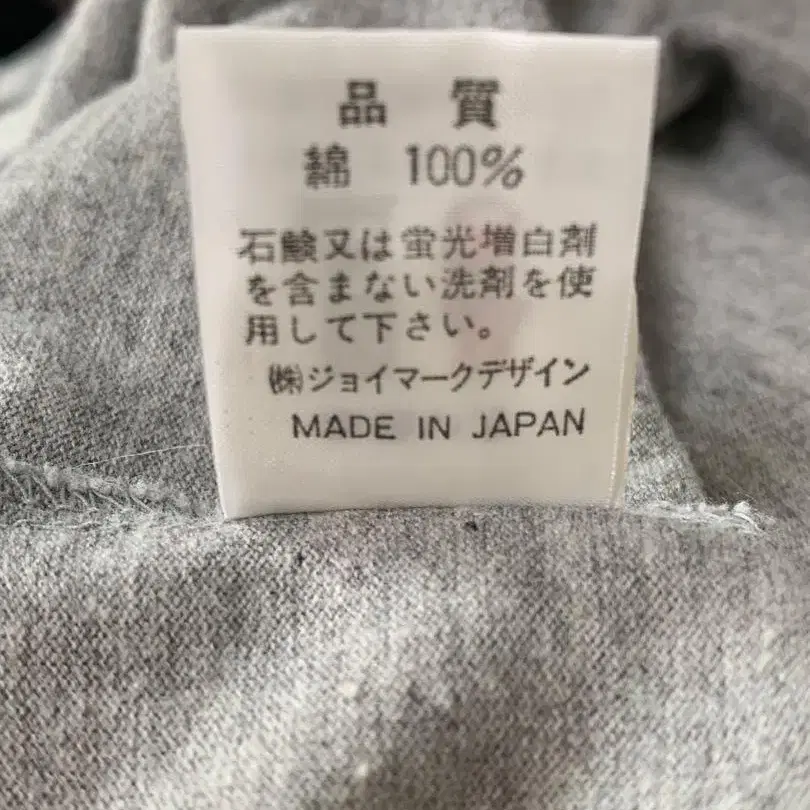 品 質
綿 100%
石験又は蛍光増白剤
を含まない洗剤を使
用して下さい。
㈱ジョイマークデザイン
MADE IN JAPAN